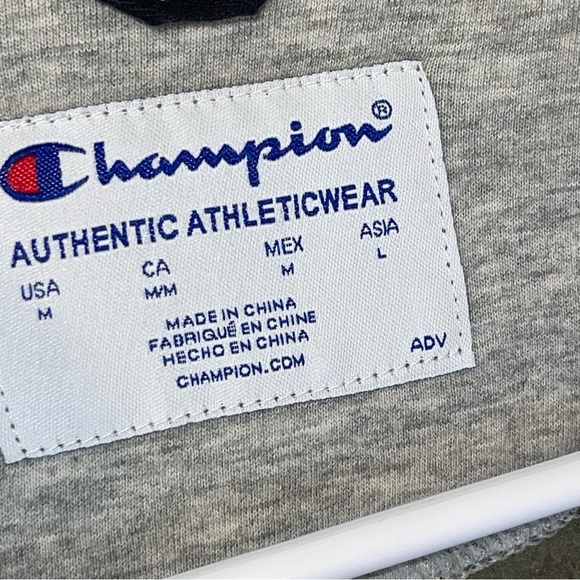 Champion®
AUTHENTIC ATHLETICWEAR
USA CA MEX ASIA
M M/M M L
MADE IN CHINA
FABRIQUÉ EN CHINE
HECHO EN CHINA
CHAMPION.COM ADV